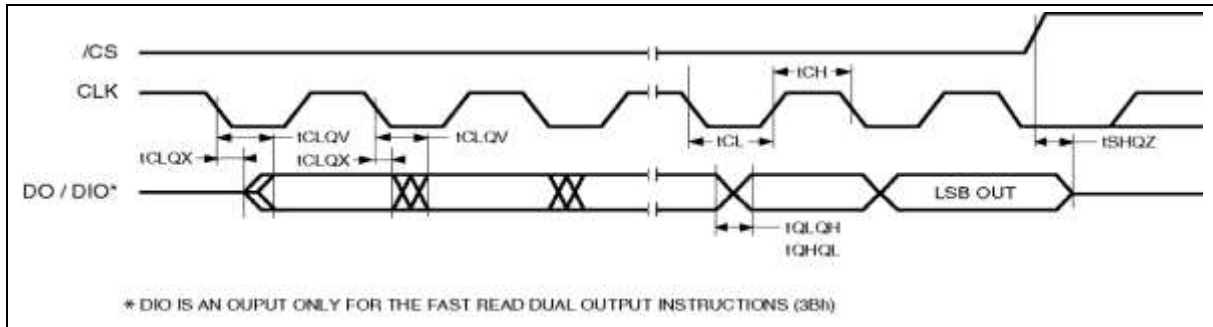 /CS
tCH
CLK
tCLQV
tCLQV
tCLQX
tCLQX
tCL
tSHQZ
DO / DIO*
LSB OUT
tQLQH
tQHQL
* DIO IS AN OUPUT ONLY FOR THE FAST READ DUAL OUTPUT INSTRUCTIONS (3Bh)